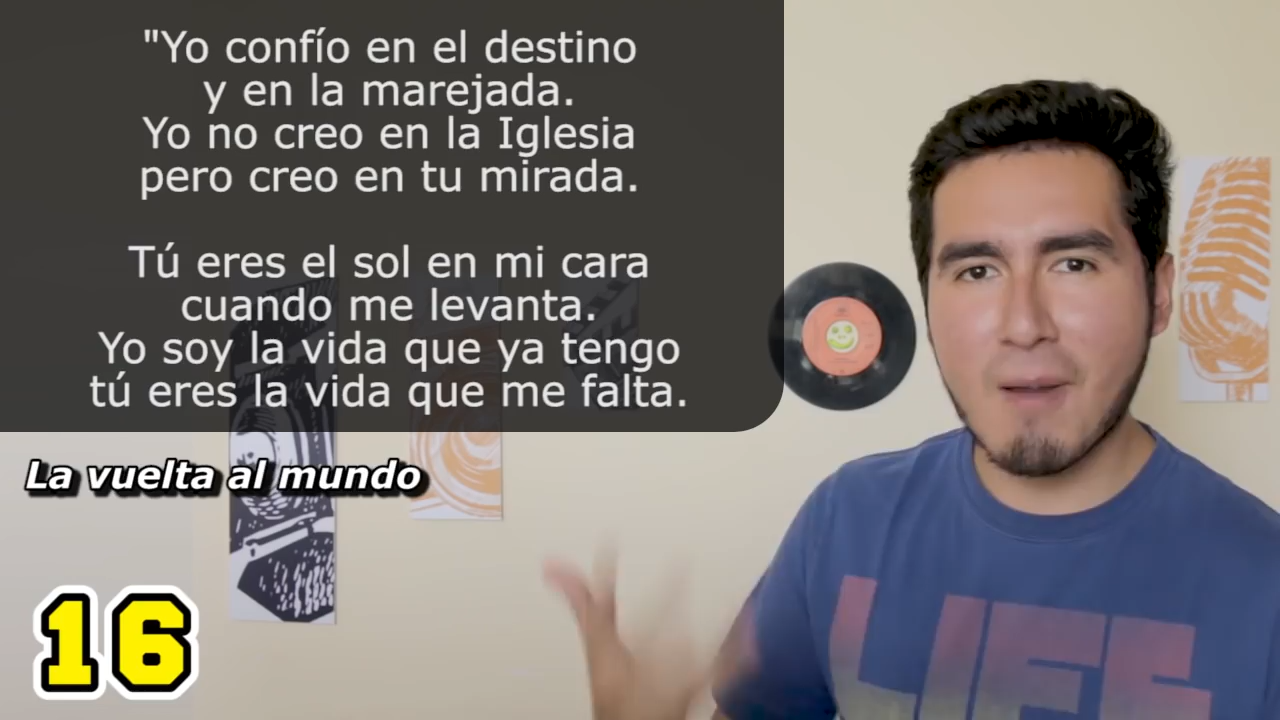 "Yo confío en el destino
y en la marejada.
Yo no creo en la Iglesia
pero creo en tu mirada.
Tú eres el sol en mi cara
cuando me levanta.
Yo soy la vida que ya tengo
tú eres la vida que me falta.
La vuelta al mundo
16
LIFE